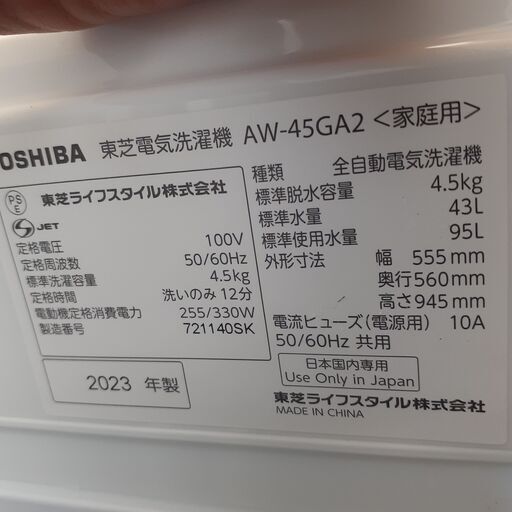 TOSHIBA 東芝電気洗濯機 AW-45GA2 <家庭用>
PS
E
東芝ライフスタイル株式会社
JET
定格電圧 100V
定格周波数 50/60Hz
標準洗濯容量 4.5kg
定格時間 洗いのみ 12分
電動機定格消費電力 255/330W
製造番号 721140SK
2023 年製
種類 全自動電気洗濯機
標準脱水容量 4.5kg
標準水量 43L
標準使用水量 95L
外形寸法 幅 555mm
奥行560mm
高さ945mm
電流ヒューズ(電源用) 10A
50/60Hz 共用
日本国内専用
Use Only in Japan
東芝ライフスタイル株式会社
MADE IN CHINA